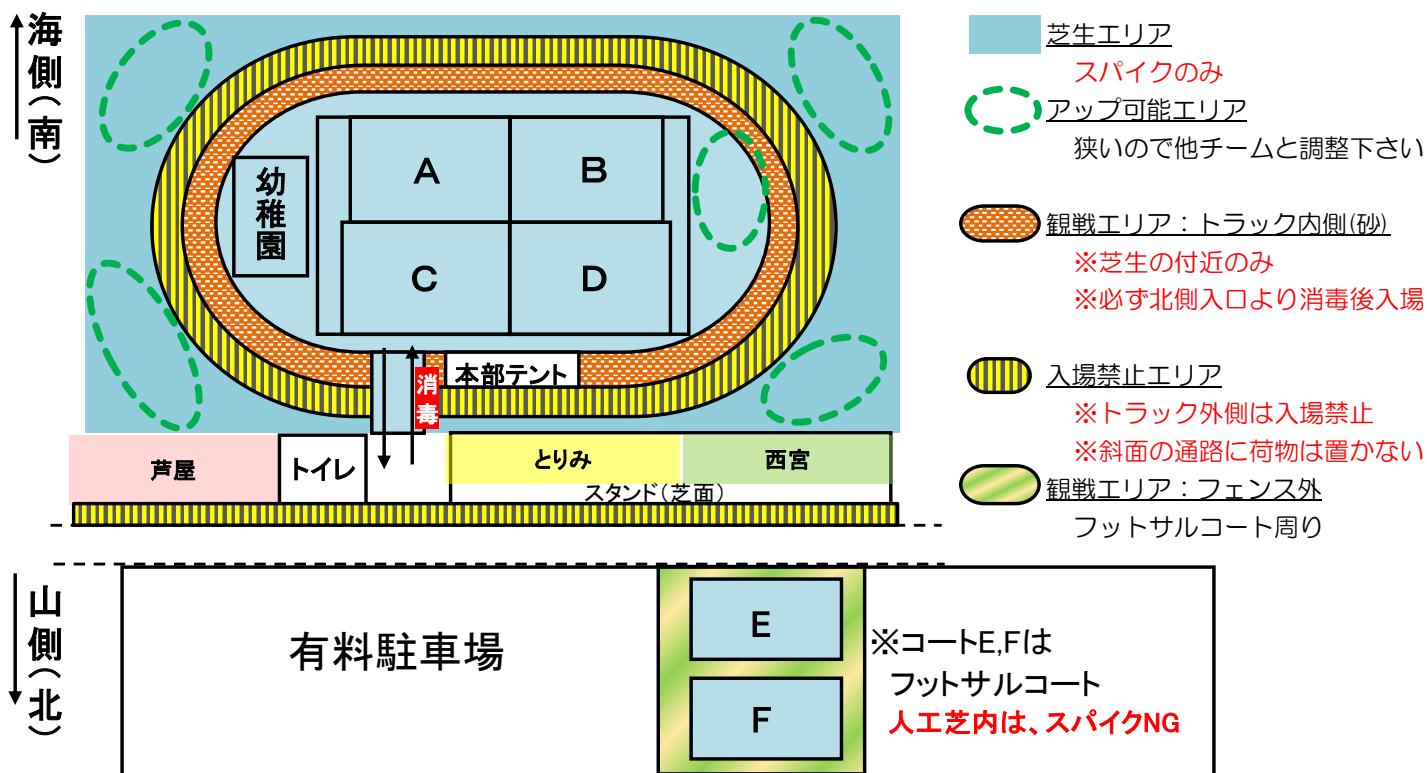 海側(南)
幼稚園
A
B
C
D
消毒
本部テント
芦屋
トイレ
とりみ
西宮
スタンド(芝面)
芝生エリア
スパイクのみ
アップ可能エリア
狭いので他チームと調整下さい
観戦エリア：トラック内側(砂)
※芝生の付近のみ
※必ず北側入口より消毒後入場
入場禁止エリア
※トラック外側は入場禁止
※斜面の通路に荷物は置かない
観戦エリア：フェンス外
フットサルコート周り
山側(北)
有料駐車場
E
F
※コートE,Fは
フットサルコート
人工芝内は、スパイクNG